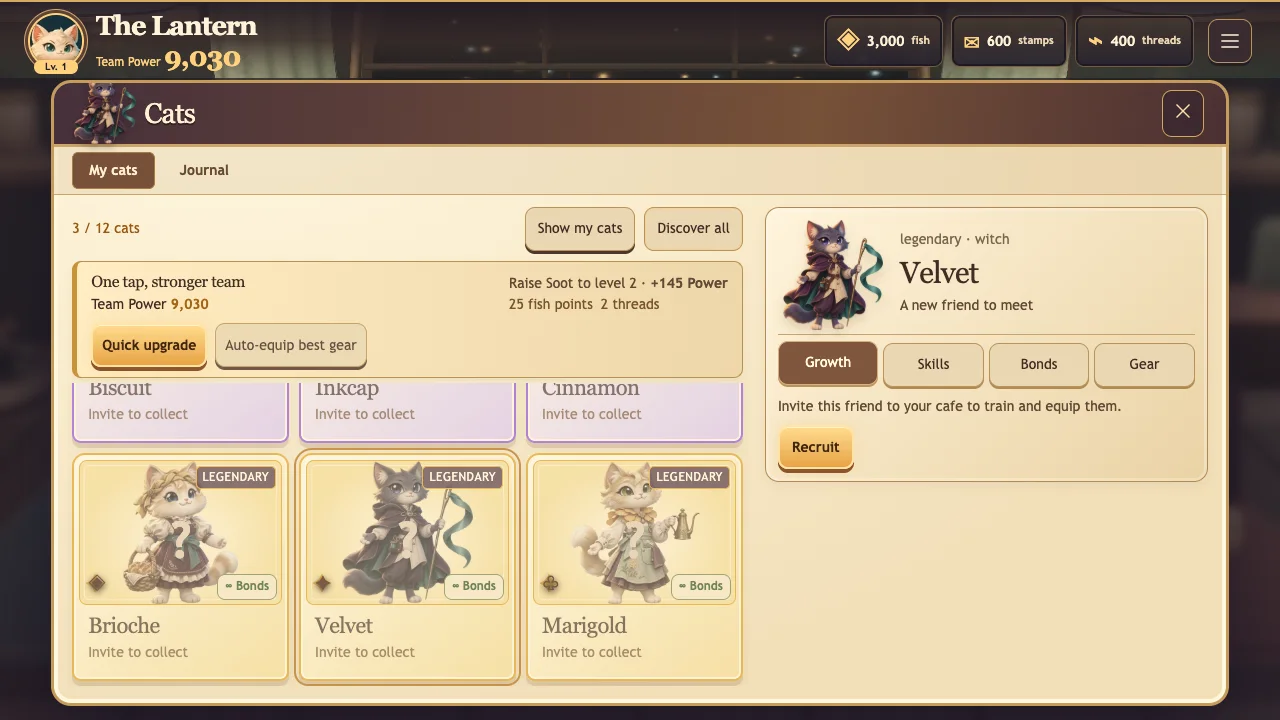 The Lantern
Team Power 9,030
Lv. 1
3,000 fish
600 stamps
400 threads
Cats
My cats
Journal
3 / 12 cats
Show my cats
Discover all
One tap, stronger team
Team Power 9,030
Raise Soot to level 2 · +145 Power
25 fish points 2 threads
Quick upgrade
Auto-equip best gear
Biscuit
Invite to collect
Inkcap
Invite to collect
Cinnamon
Invite to collect
LEGENDARY
?
∞ Bonds
Brioche
Invite to collect
LEGENDARY
?
∞ Bonds
Velvet
Invite to collect
LEGENDARY
?
∞ Bonds
Marigold
Invite to collect
legendary · witch
Velvet
A new friend to meet
Growth
Skills
Bonds
Gear
Invite this friend to your cafe to train and equip them.
Recruit